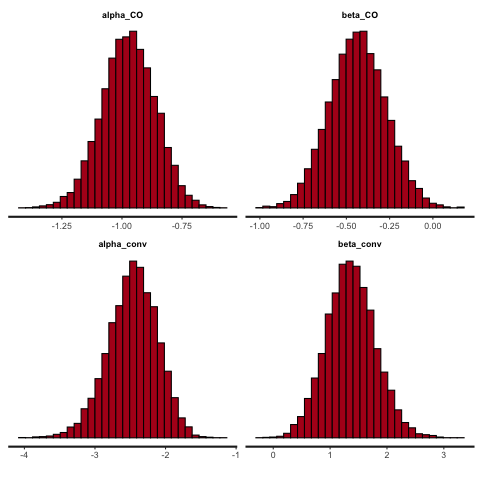 alpha_CO
beta_CO
-1.25 -1.00 -0.75
-1.00 -0.75 -0.50 -0.25 0.00
alpha_conv
beta_conv
-4 -3 -2 -1
0 1 2 3